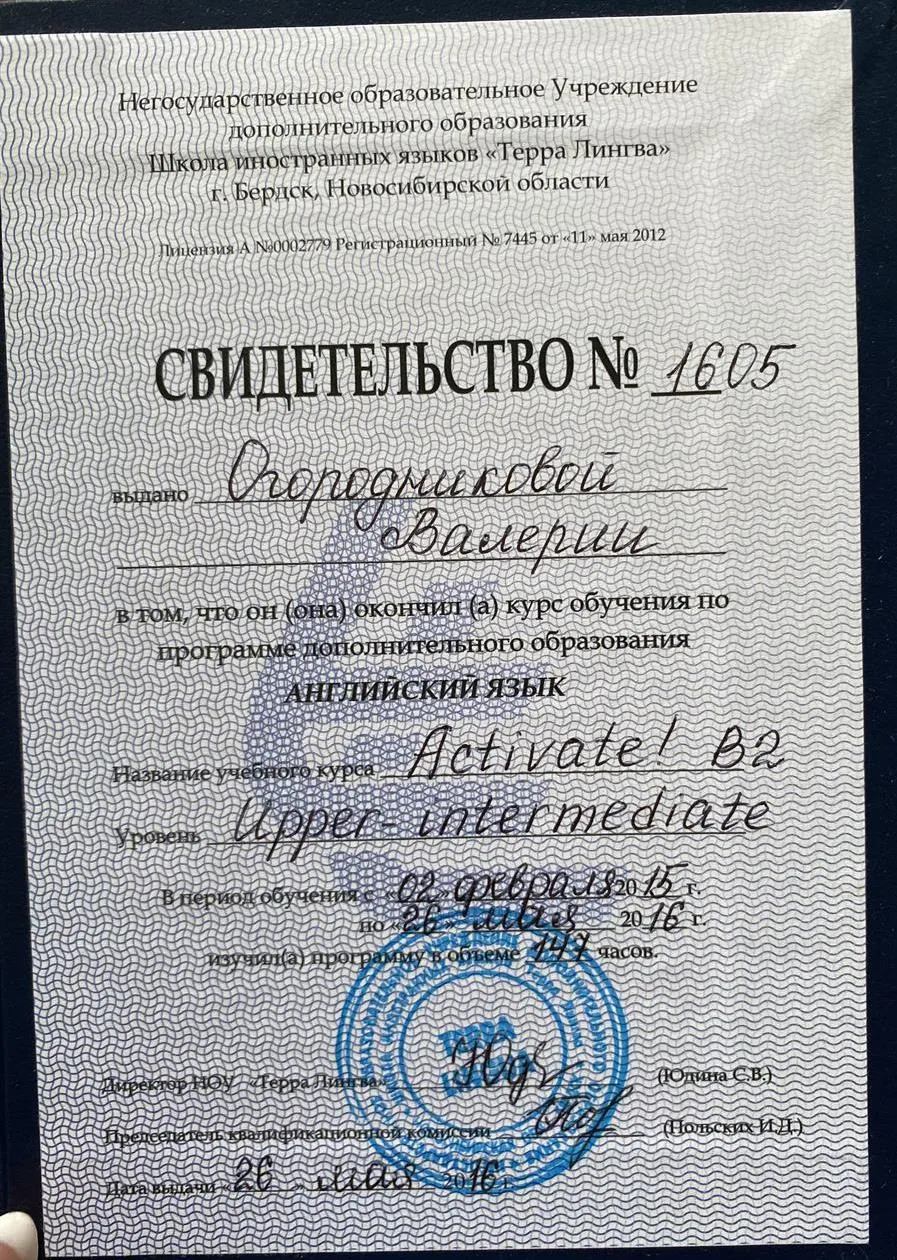 Негосударственное образовательное Учреждение
дополнительного образования
Школа иностранных языков «Терра Лингва»
г. Бердск, Новосибирской области
Лицензия А №0002779 Регистрационный № 7445 от «11» мая 2012
СВИДЕТЕЛЬСТВО № 1605
выдано Огородниковой
Валерии
в том, что он (она) окончил (а) курс обучения по
программе дополнительного образования
АНГЛИЙСКИЙ ЯЗЫК
Название учебного курса Activate! B2
Уровень Upper-intermediate
В период обучения с «02» февраля 2015 г.
по «26» мая 2016 г.
изучил(а) программу в объеме 147 часов.
Директор НОУ «Терра Лингва» (Юдина С.В.)
Председатель квалификационной комиссии (Польских И.Д.)
Дата выдачи «26» мая 2016 г.